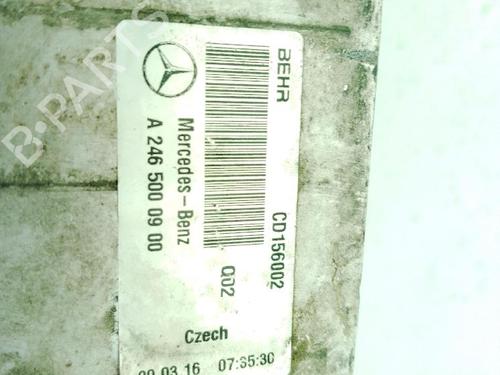 BEHR
CD156002
Mercedes-Benz
A 246 500 09 00
Q02
Czech
07:35:30
B-PARTS